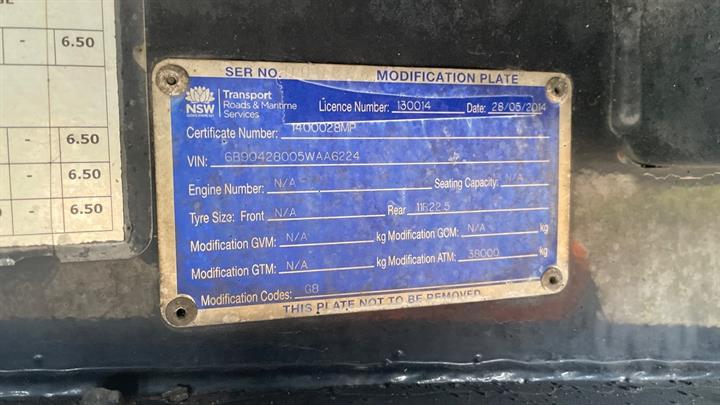 GE
- 6.50
- 6.50
- 6.50
0 - 6.50
SER NO. MODIFICATION PLATE
NSW GOVERNMENT Transport Roads & Maritime Services Licence Number: 130014 Date: 28/05/2014
Certificate Number: 1400028MP
VIN: 6B90428005WAA6224
Engine Number: N/A Seating Capacity: N/A
Tyre Size: Front N/A Rear 11R22.5
Modification GVM: N/A kg Modification GCM: N/A kg
Modification GTM: N/A kg Modification ATM: 38000 kg
Modification Codes: G8
THIS PLATE NOT TO BE REMOVED